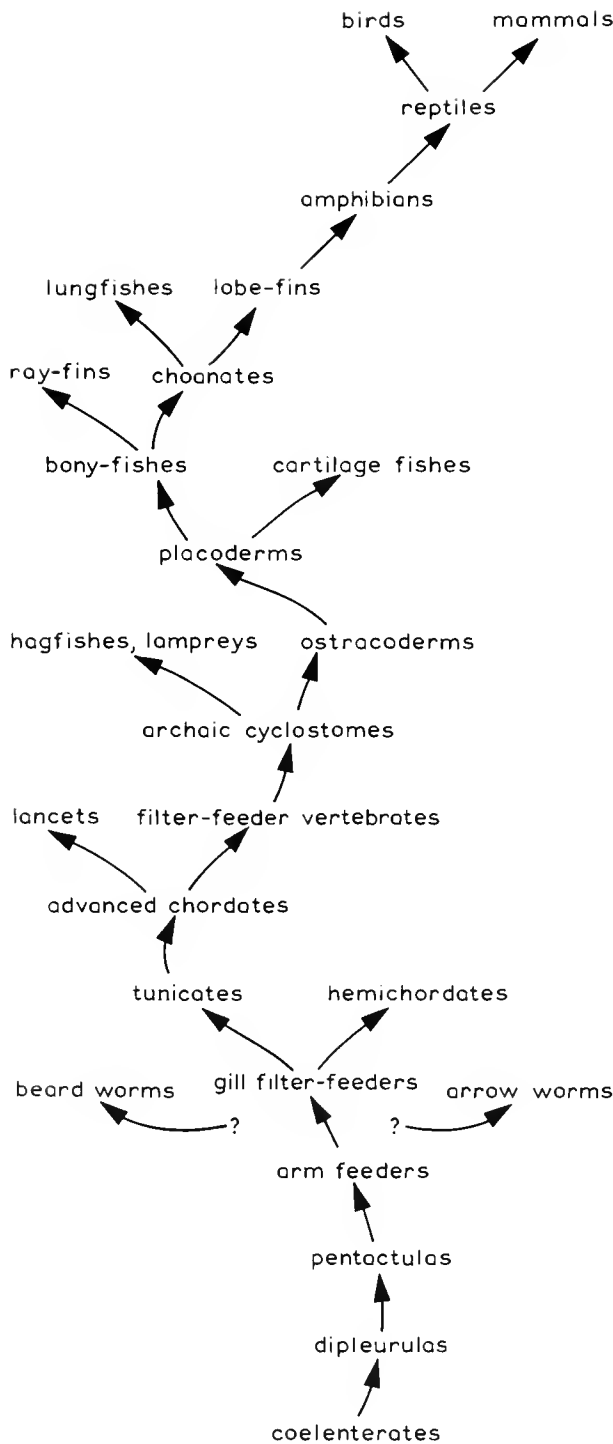 birds mammals
reptiles
amphibians
lungfishes lobe-fins
ray-fins choanates
bony-fishes cartilage fishes
placoderms
hagfishes, lampreys ostracoderms
archaic cyclostomes
lancets filter-feeder vertebrates
advanced chordates
tunicates hemichordates
beard worms gill filter-feeders arrow worms
? ?
arm feeders
pentactulas
dipleurulas
coelenterates